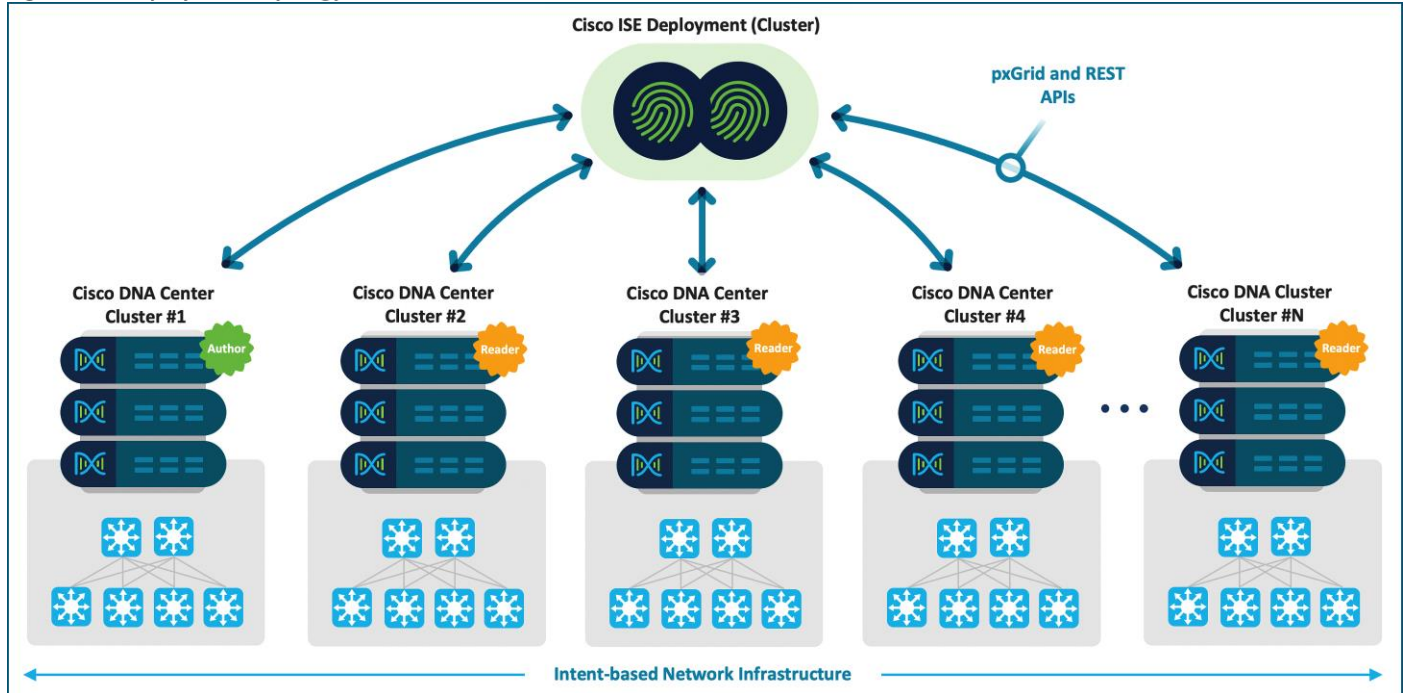 Cisco ISE Deployment (Cluster)
pxGrid and REST
APIs
Cisco DNA Center
Cluster #1
Author
Cisco DNA Center
Cluster #2
Reader
Cisco DNA Center
Cluster #3
Reader
Cisco DNA Center
Cluster #4
Reader
Cisco DNA Cluster
Cluster #N
Reader
Intent-based Network Infrastructure